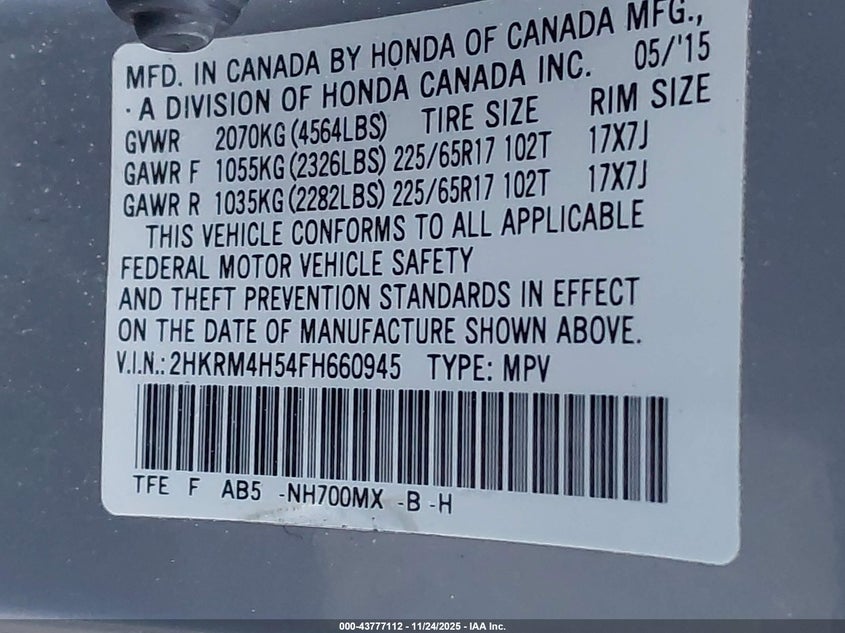 MFD. IN CANADA BY HONDA OF CANADA MFG.,
· A DIVISION OF HONDA CANADA INC. 05/'15
GVWR 2070KG (4564LBS) TIRE SIZE RIM SIZE
GAWR F 1055KG (2326LBS) 225/65R17 102T 17X7J
GAWR R 1035KG (2282LBS) 225/65R17 102T 17X7J
THIS VEHICLE CONFORMS TO ALL APPLICABLE
FEDERAL MOTOR VEHICLE SAFETY
AND THEFT PREVENTION STANDARDS IN EFFECT
ON THE DATE OF MANUFACTURE SHOWN ABOVE.
V.I.N.: 2HKRM4H54FH660945 TYPE: MPV
TFE F AB5 -NH700MX -B -H
000-43777112 - 11/24/2025 - IAA Inc.